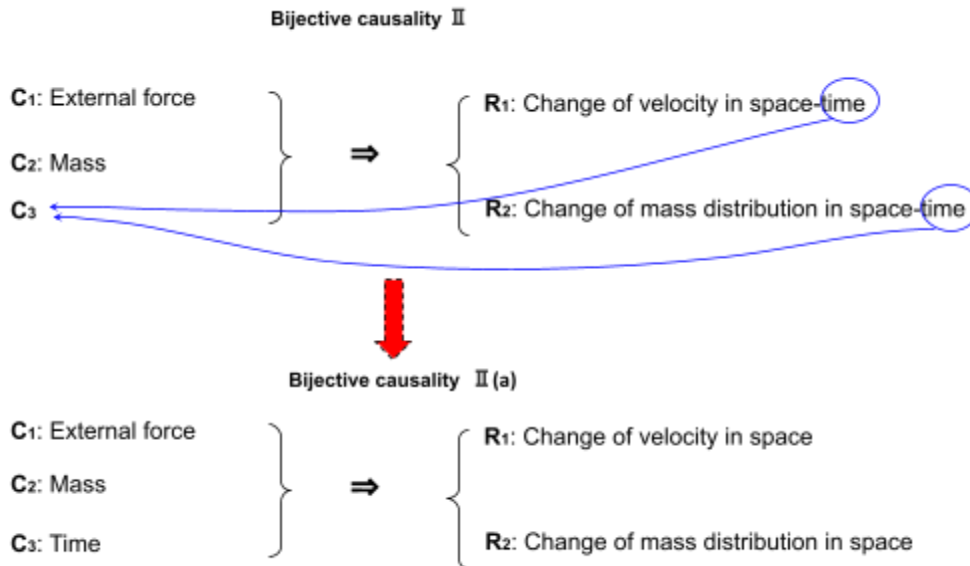 Bijective causality Ⅱ
C₁: External force
R₁: Change of velocity in space-time
⇒
C₂: Mass
C₃
R₂: Change of mass distribution in space-time
Bijective causality Ⅱ(a)
C₁: External force
R₁: Change of velocity in space
C₂: Mass
⇒
C₃: Time
R₂: Change of mass distribution in space